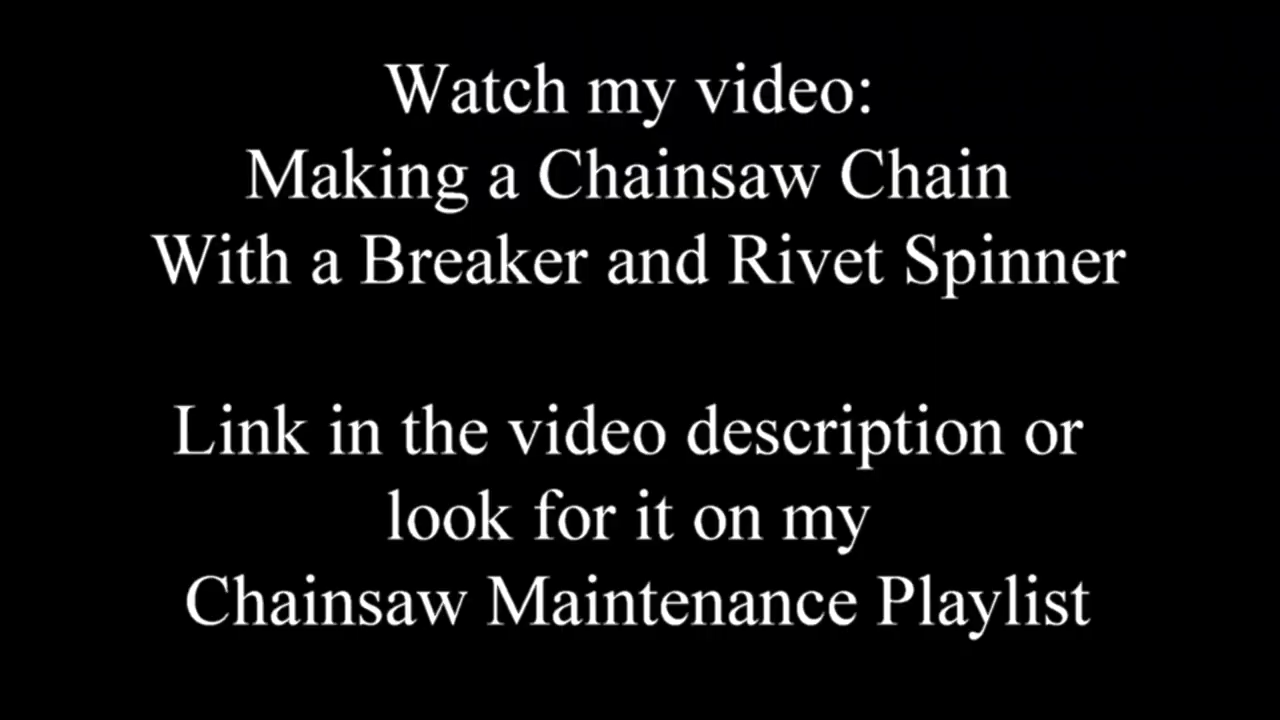 Watch my video:
Making a Chainsaw Chain
With a Breaker and Rivet Spinner
Link in the video description or
look for it on my
Chainsaw Maintenance Playlist